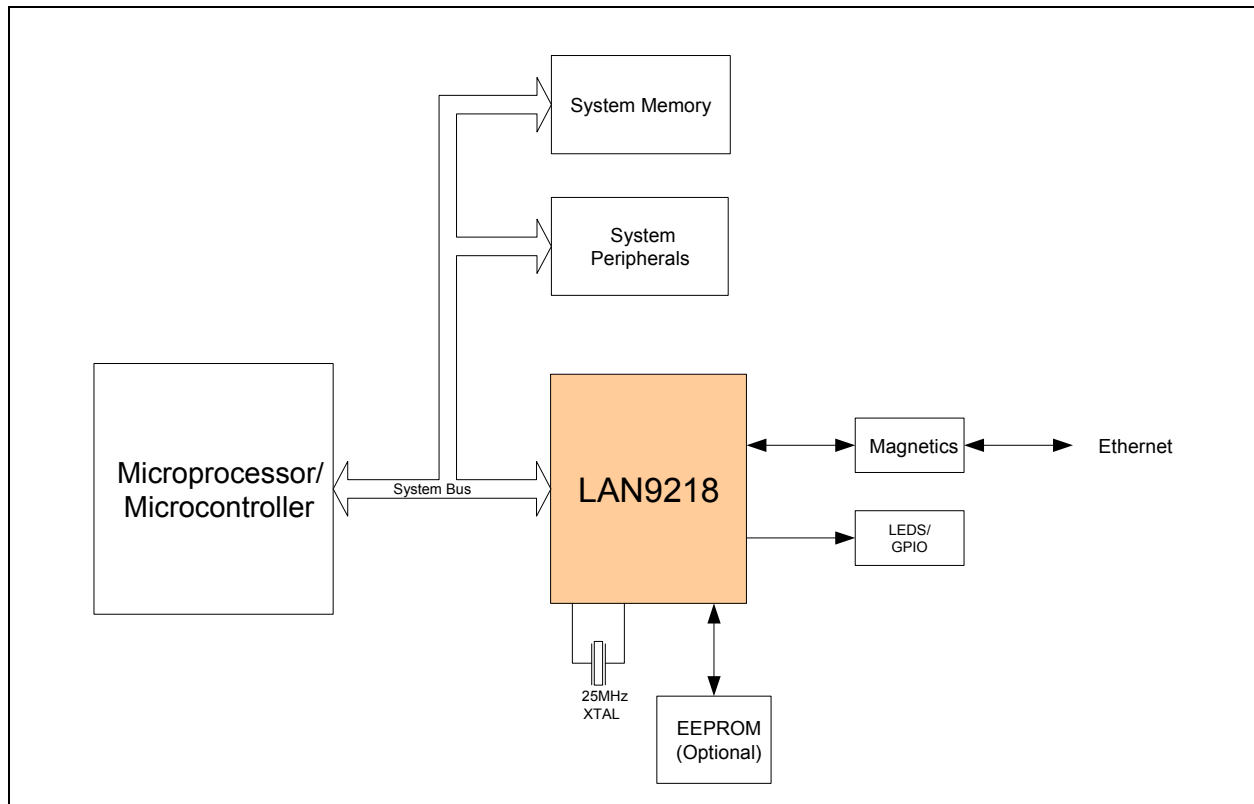 System Memory
System
Peripherals
Microprocessor/
Microcontroller
System Bus
LAN9218
Magnetics
Ethernet
LEDS/
GPIO
25MHz
XTAL
EEPROM
(Optional)